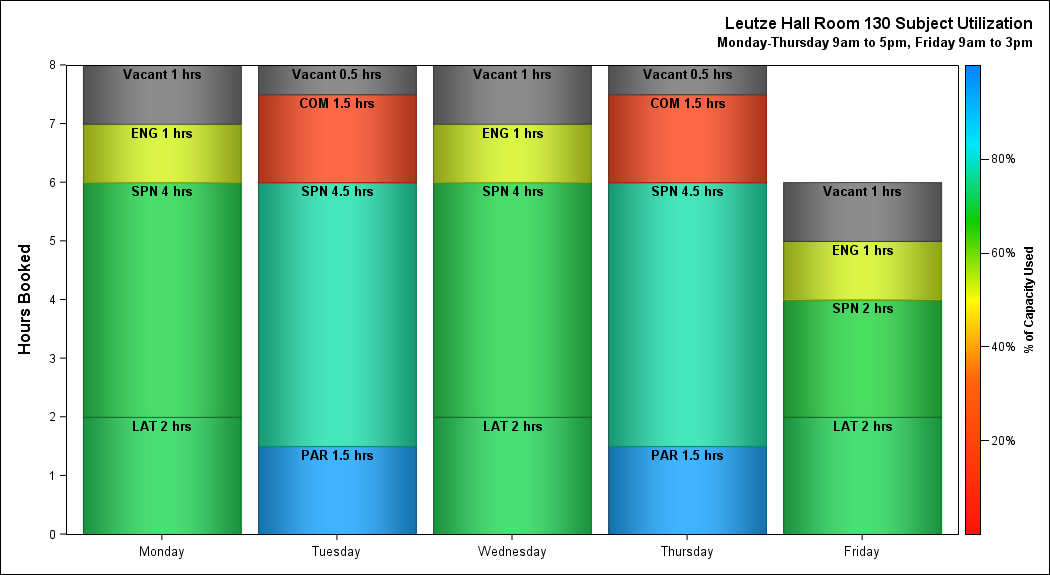 Leutze Hall Room 130 Subject Utilization
Monday-Thursday 9am to 5pm, Friday 9am to 3pm
Hours Booked
8
7
6
5
4
3
2
1
0
Vacant 1 hrs
ENG 1 hrs
SPN 4 hrs
LAT 2 hrs
Monday
Vacant 0.5 hrs
COM 1.5 hrs
SPN 4.5 hrs
PAR 1.5 hrs
Tuesday
Vacant 1 hrs
ENG 1 hrs
SPN 4 hrs
LAT 2 hrs
Wednesday
Vacant 0.5 hrs
COM 1.5 hrs
SPN 4.5 hrs
PAR 1.5 hrs
Thursday
Vacant 1 hrs
ENG 1 hrs
SPN 2 hrs
LAT 2 hrs
Friday
80%
60%
40%
20%
% of Capacity Used